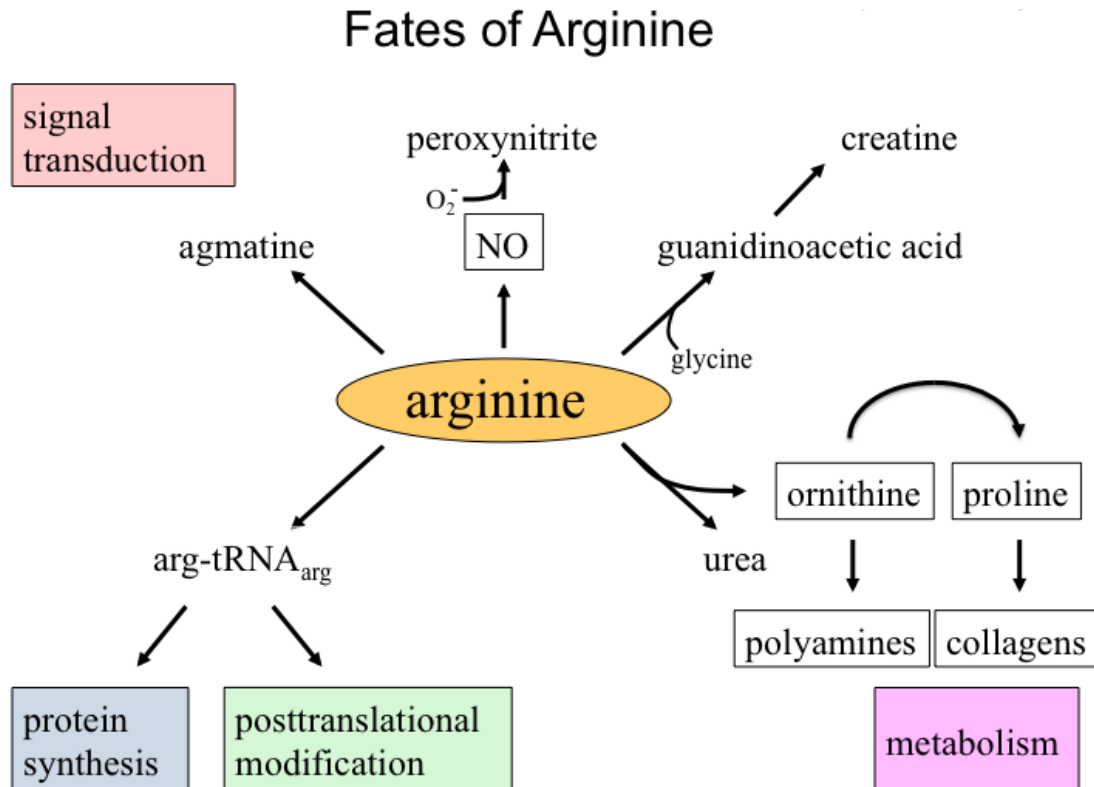 Fates of Arginine
signal
transduction
peroxynitrite
creatine
O₂⁻
agmatine
NO
guanidinoacetic acid
glycine
arginine
ornithine
proline
arg-tRNAarg
urea
polyamines
collagens
protein
synthesis
posttranslational
modification
metabolism